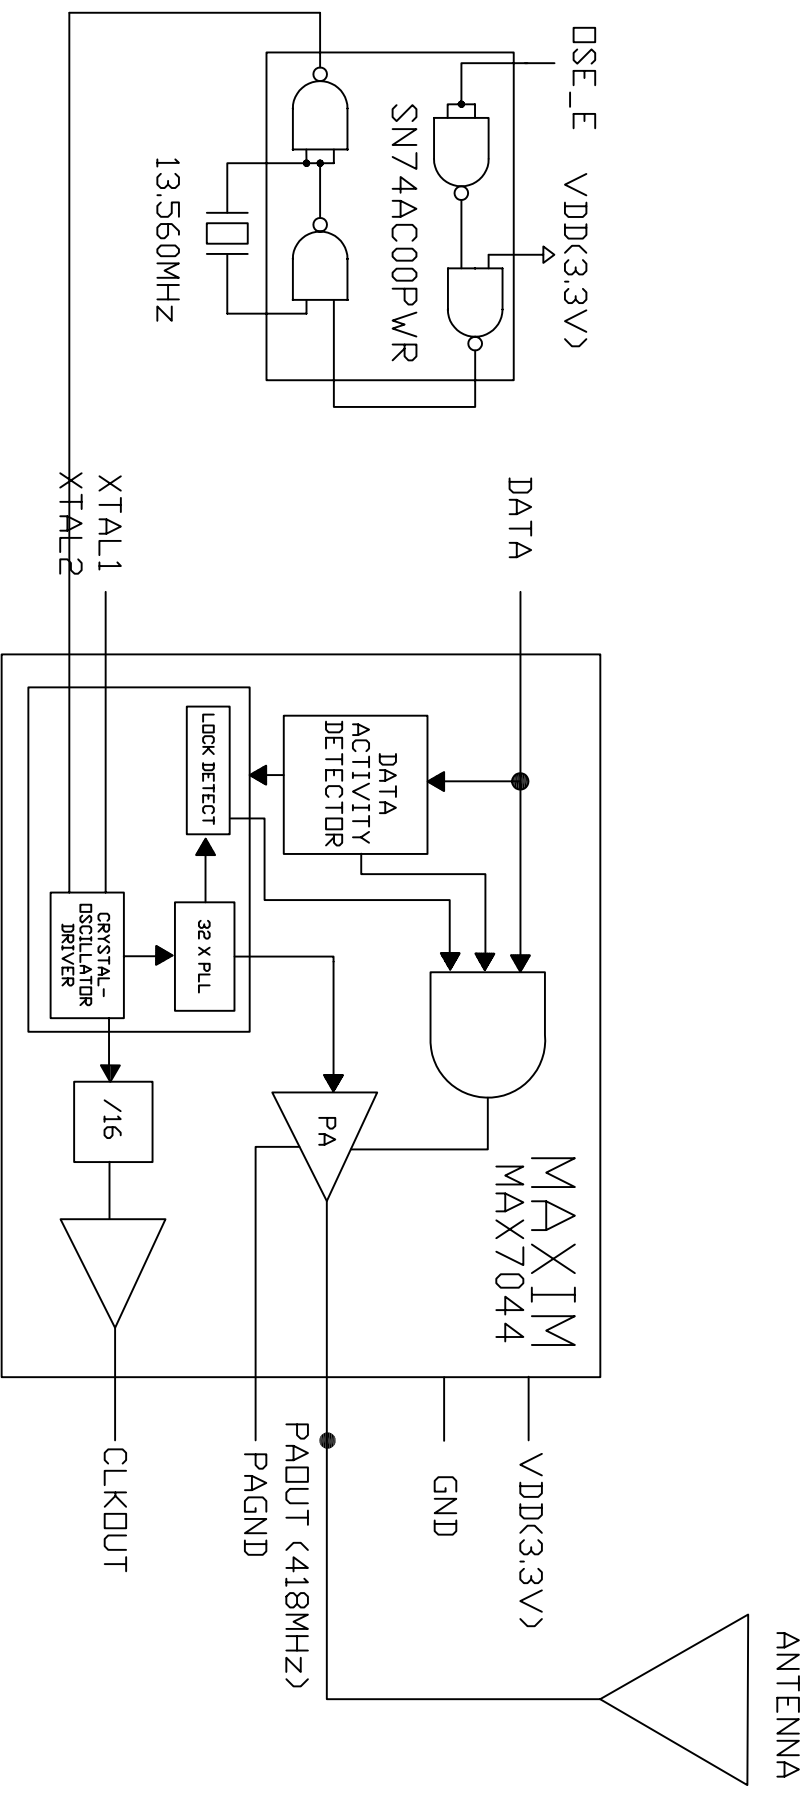 OSE_E
VDD(3.3V)
SN74AC00PWR
13.560MHz
DATA
XTAL1
XTAL2
DATA
ACTIVITY
DETECTOR
LOCK DETECT
32 X PLL
CRYSTAL-
OSCILLATOR
DRIVER
/16
PA
MAXIM
MAX7044
VDD(3.3V)
GND
PAOUT (418MHz)
PAGND
CLKOUT
ANTENNA